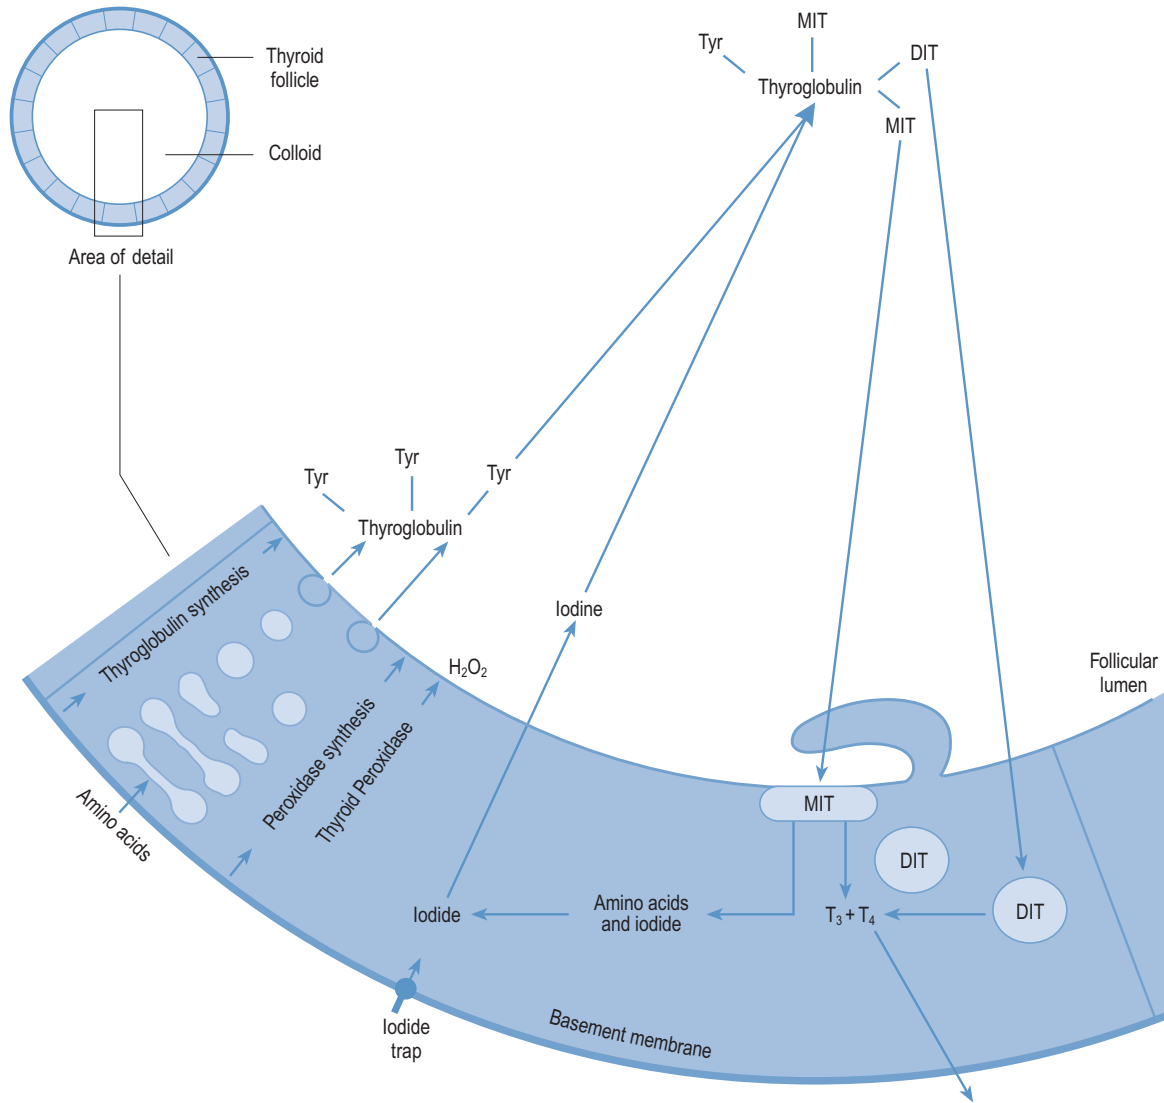 Thyroid
follicle
Colloid
Area of detail
MIT
Tyr
DIT
Thyroglobulin
MIT
Tyr
Tyr
Tyr
Thyroglobulin
Thyroglobulin synthesis
Iodine
H₂O₂
Follicular
lumen
Peroxidase synthesis
Thyroid Peroxidase
Amino acids
MIT
DIT
DIT
Iodide
Amino acids
and iodide
T₃ + T₄
Iodide
trap
Basement membrane